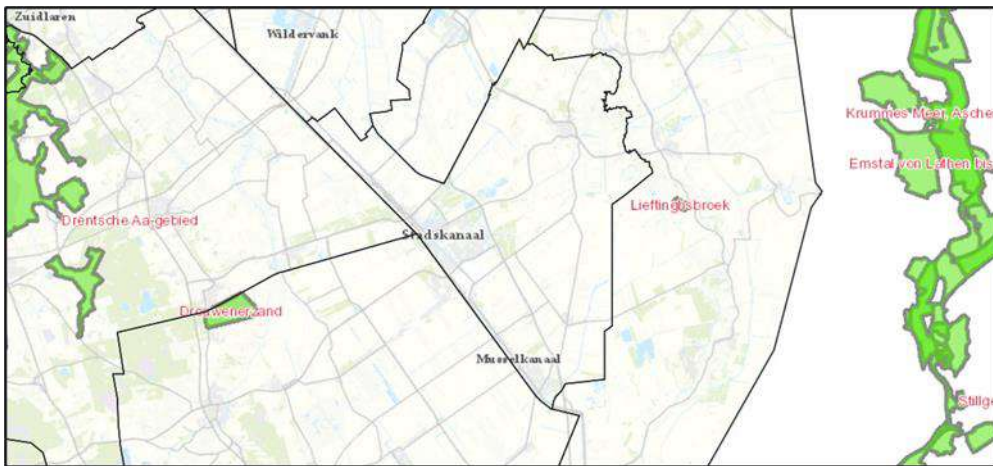 Zuidlaren
Wildervank
Krummes Meer, Asche
Emstal von Lathen bis
Lieftinghsbroek
Drentsche Aa-gebied
Stadskanaal
Drouwenerzand
Musselkanaal
Stillge